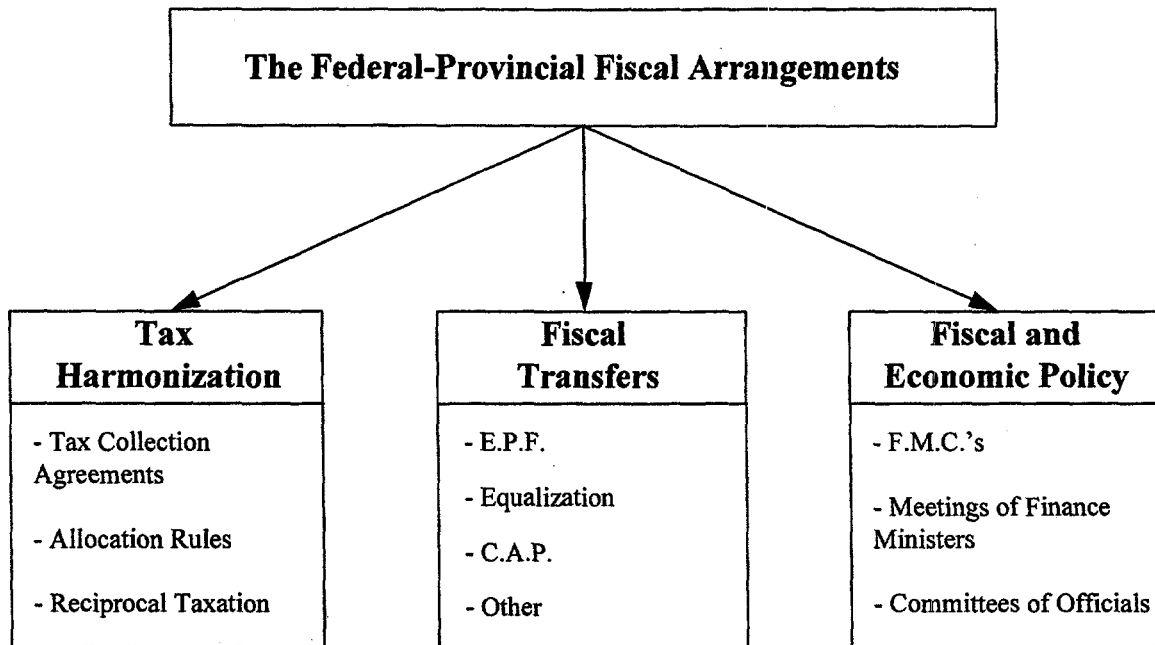 The Federal-Provincial Fiscal Arrangements
Tax
Harmonization
- Tax Collection
Agreements
- Allocation Rules
- Reciprocal Taxation
Fiscal
Transfers
- E.P.F.
- Equalization
- C.A.P.
- Other
Fiscal and
Economic Policy
- F.M.C.'s
- Meetings of Finance
Ministers
- Committees of Officials